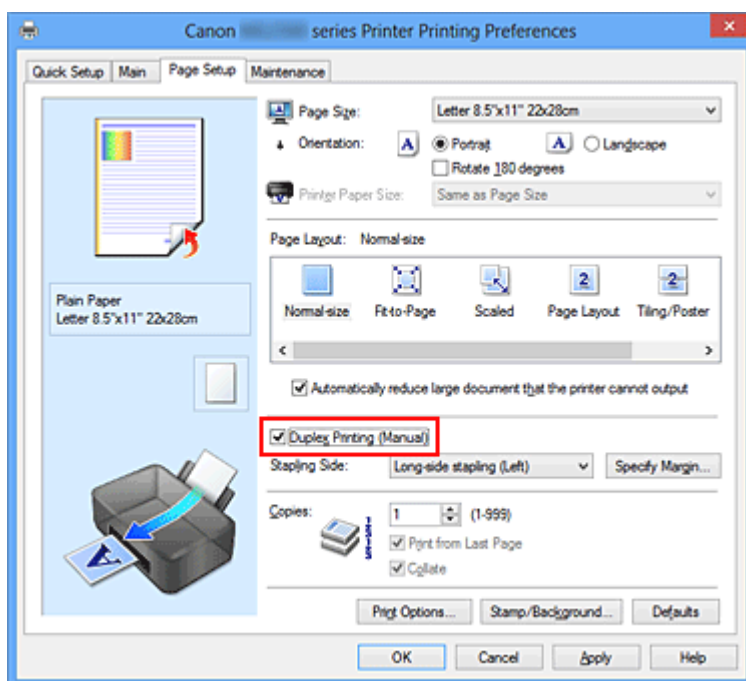 Canon series Printer Printing Preferences
Quick Setup Main Page Setup Maintenance
Page Size: Letter 8.5"x11" 22x28cm
Orientation: A Portrait A Landscape
Rotate 180 degrees
Printer Paper Size: Same as Page Size
Page Layout: Normal-size
2 2
Normal-size Fit-to-Page Scaled Page Layout Tiling/Poster
Plain Paper
Letter 8.5"x11" 22x28cm
Automatically reduce large document that the printer cannot output
Duplex Printing (Manual)
Stapling Side: Long-side stapling (Left) Specify Margin...
Copies: 1 (1-999)
Print from Last Page
Collate
A
Print Options... Stamp/Background... Defaults
OK Cancel Apply Help